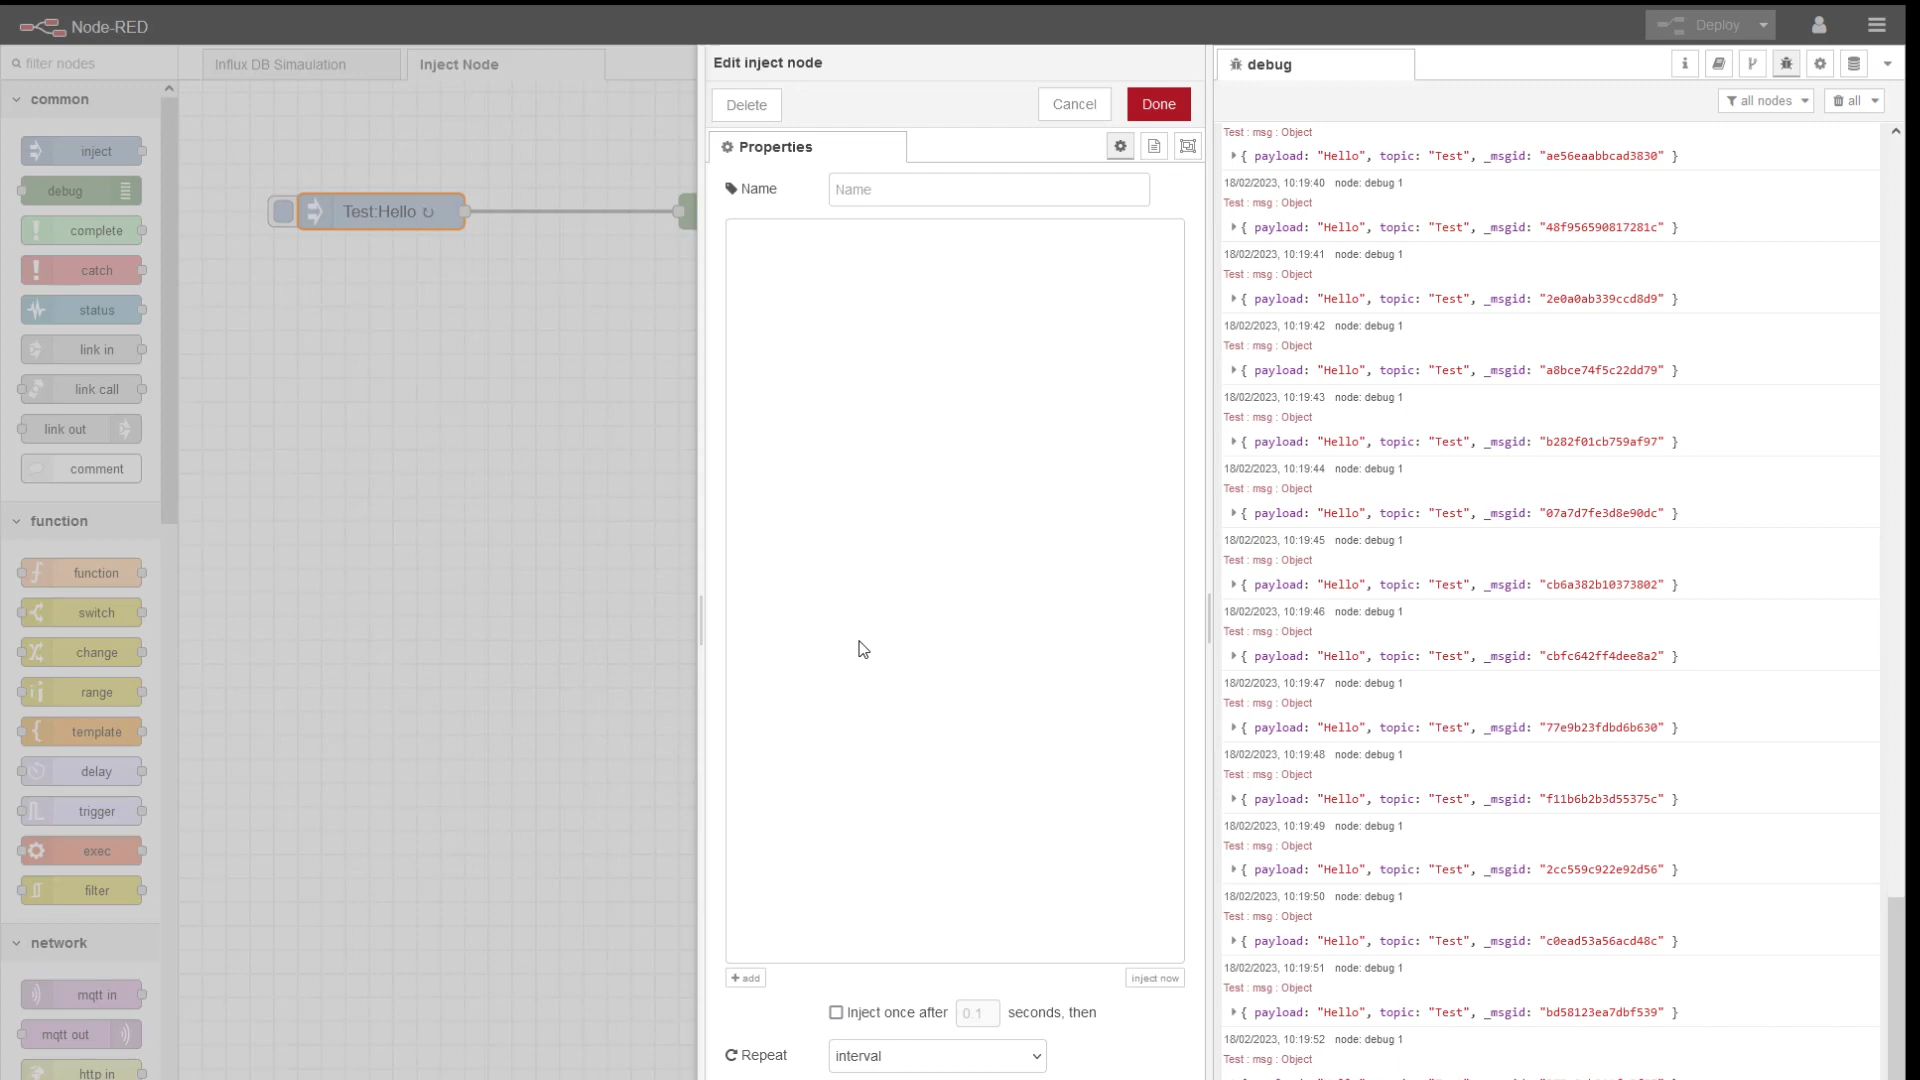 Node-RED
Deploy
filter nodes
common
inject
debug
complete
catch
status
link in
link call
link out
comment
function
function
switch
change
range
template
delay
trigger
exec
filter
network
mqtt in
mqtt out
http in
Influx DB Simaulation
Inject Node
Test:Hello ↻
Edit inject node
Delete
Cancel
Done
Properties
Name
Name
add
inject now
Inject once after
0.1
seconds, then
Repeat
interval
debug
all nodes
all
Test : msg : Object
{ payload: "Hello", topic: "Test", _msgid: "ae56eaabbcad3830" }
18/02/2023, 10:19:40 node: debug 1
Test : msg : Object
{ payload: "Hello", topic: "Test", _msgid: "48f956590817281c" }
18/02/2023, 10:19:41 node: debug 1
Test : msg : Object
{ payload: "Hello", topic: "Test", _msgid: "2e0a0ab339ccd8d9" }
18/02/2023, 10:19:42 node: debug 1
Test : msg : Object
{ payload: "Hello", topic: "Test", _msgid: "a8bce74f5c22dd79" }
18/02/2023, 10:19:43 node: debug 1
Test : msg : Object
{ payload: "Hello", topic: "Test", _msgid: "b282f01cb759af97" }
18/02/2023, 10:19:44 node: debug 1
Test : msg : Object
{ payload: "Hello", topic: "Test", _msgid: "07a7d7fe3d8e90dc" }
18/02/2023, 10:19:45 node: debug 1
Test : msg : Object
{ payload: "Hello", topic: "Test", _msgid: "cb6a382b10373802" }
18/02/2023, 10:19:46 node: debug 1
Test : msg : Object
{ payload: "Hello", topic: "Test", _msgid: "cbfc642ff4dee8a2" }
18/02/2023, 10:19:47 node: debug 1
Test : msg : Object
{ payload: "Hello", topic: "Test", _msgid: "77e9b23fdbd6b630" }
18/02/2023, 10:19:48 node: debug 1
Test : msg : Object
{ payload: "Hello", topic: "Test", _msgid: "f11b6b2b3d55375c" }
18/02/2023, 10:19:49 node: debug 1
Test : msg : Object
{ payload: "Hello", topic: "Test", _msgid: "2cc559c922e92d56" }
18/02/2023, 10:19:50 node: debug 1
Test : msg : Object
{ payload: "Hello", topic: "Test", _msgid: "c0ead53a56acd48c" }
18/02/2023, 10:19:51 node: debug 1
Test : msg : Object
{ payload: "Hello", topic: "Test", _msgid: "bd58123ea7dbf539" }
18/02/2023, 10:19:52 node: debug 1
Test : msg : Object